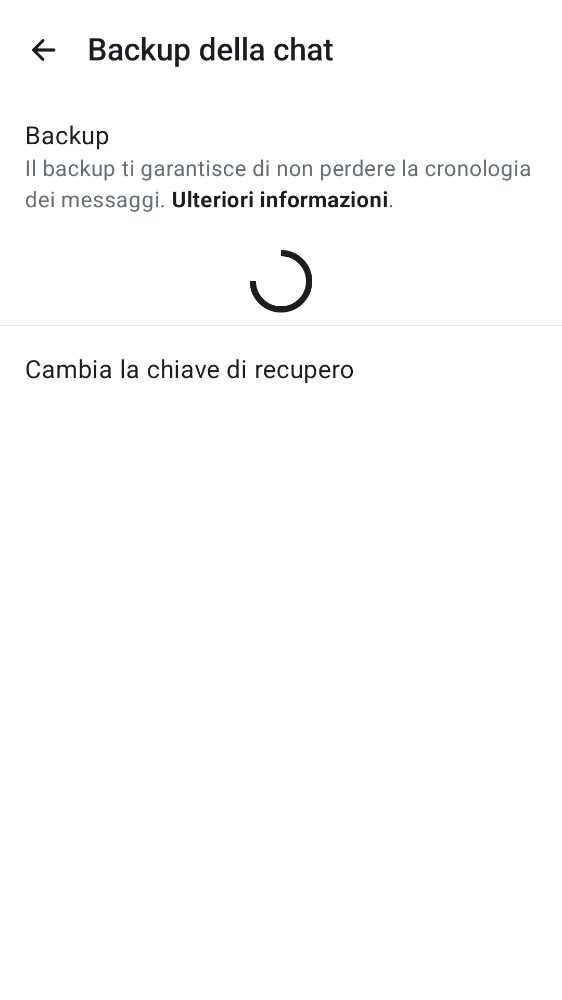 Backup della chat
Backup
Il backup ti garantisce di non perdere la cronologia
dei messaggi. Ulteriori informazioni.
Cambia la chiave di recupero